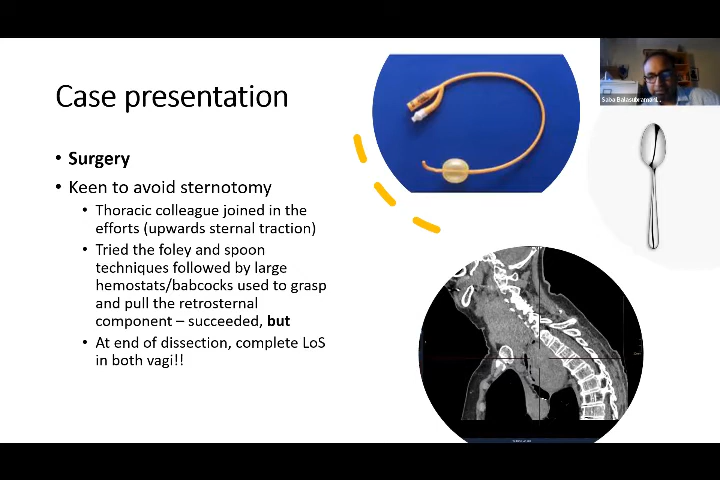 Case presentation
• Surgery
• Keen to avoid sternotomy
• Thoracic colleague joined in the
efforts (upwards sternal traction)
• Tried the foley and spoon
techniques followed by large
hemostats/babcocks used to grasp
and pull the retrosternal
component – succeeded, but
• At end of dissection, complete LoS
in both vagi!!